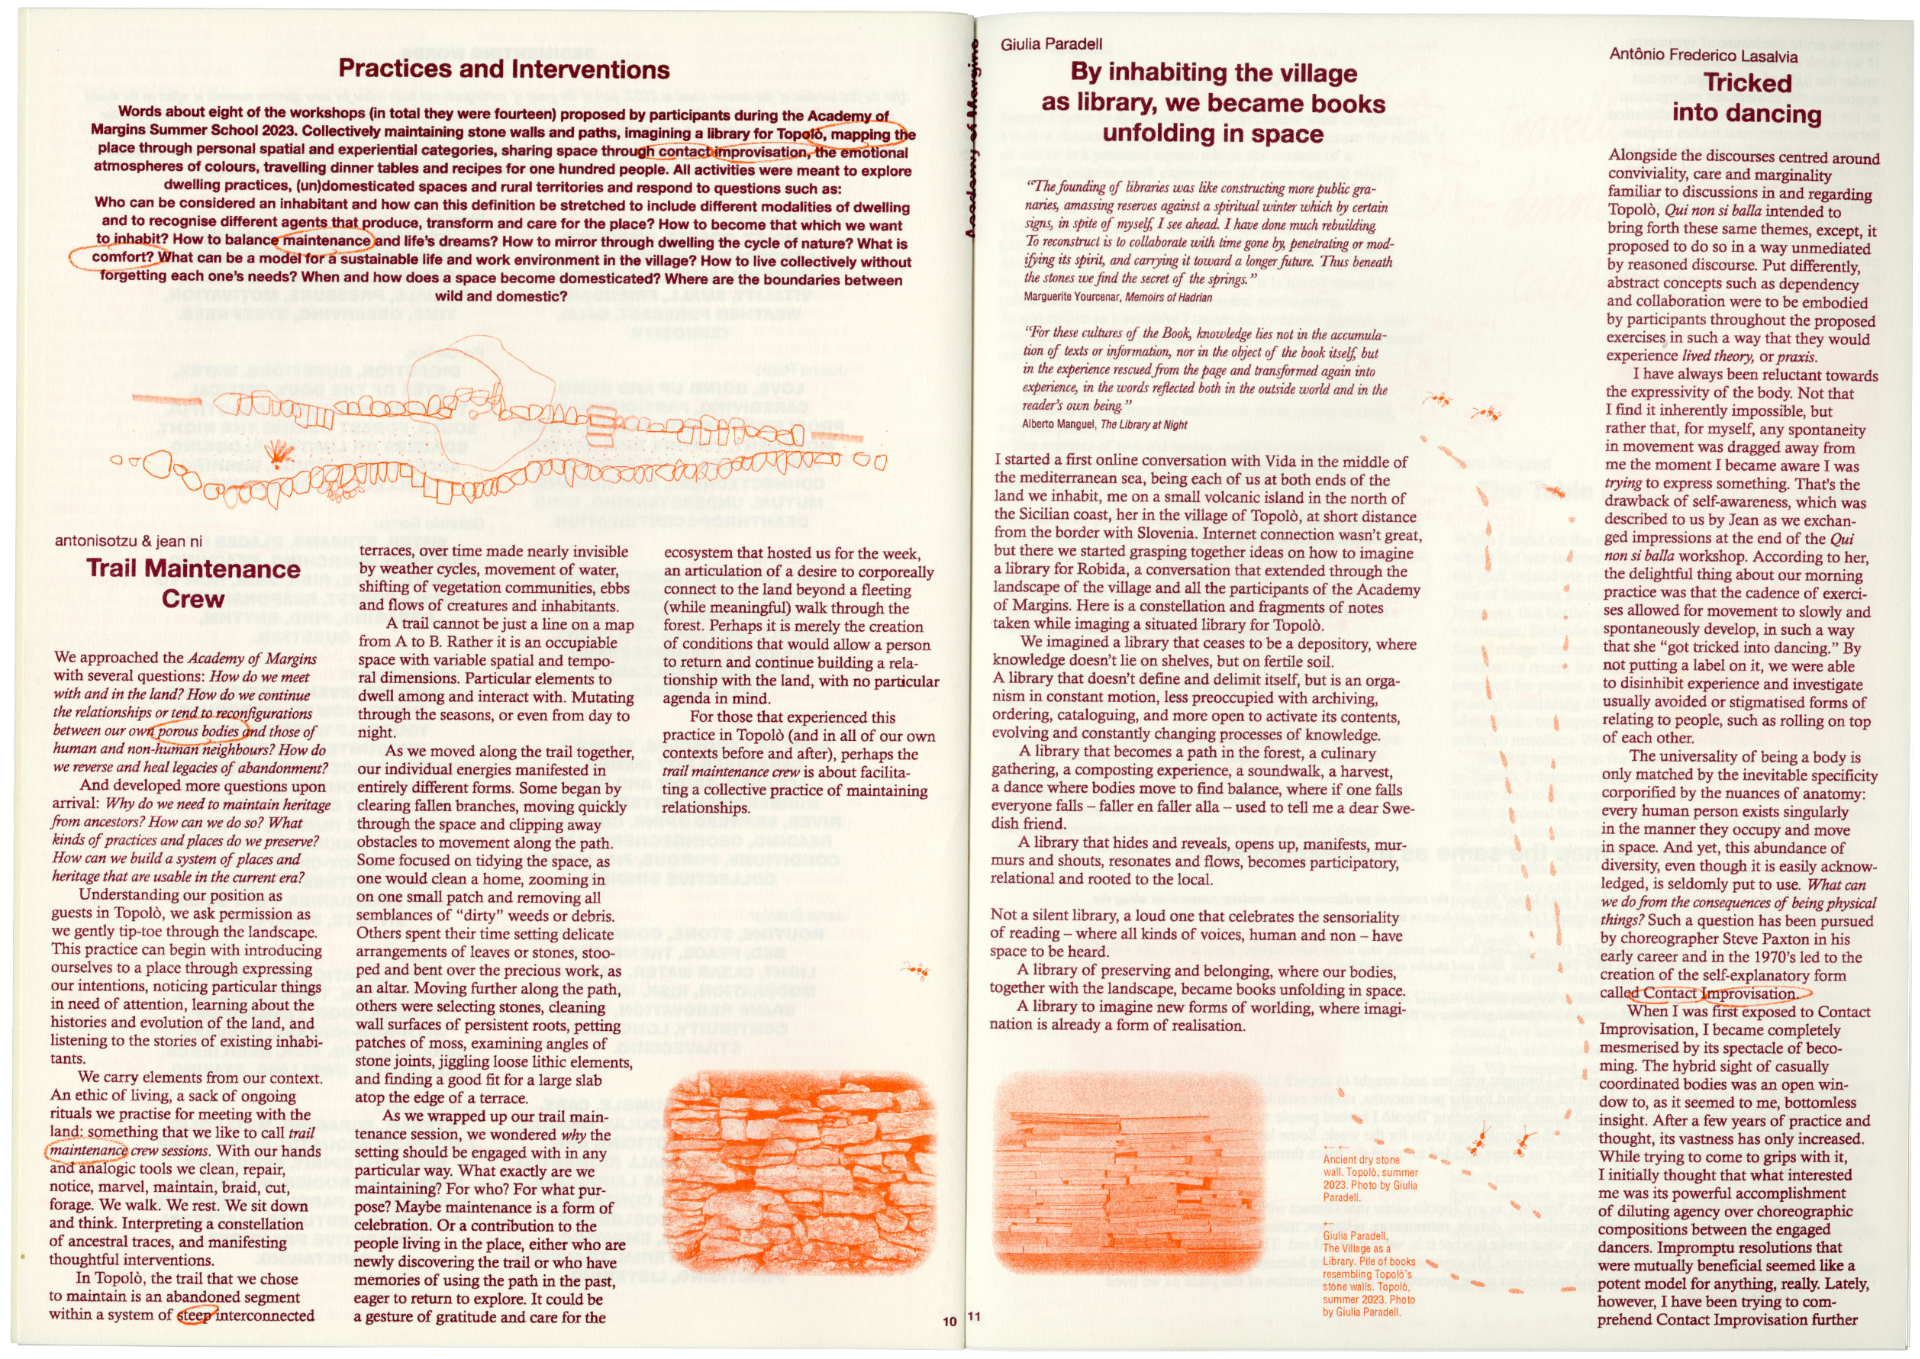 Practices and Interventions
Words about eight of the workshops (in total they were fourteen) proposed by participants during the Academy of
Margins Summer School 2023. Collectively maintaining stone walls and paths, imagining a library for Topolò, mapping the
place through personal spatial and experiential categories, sharing space through contact improvisation, the emotional
atmospheres of colours, travelling dinner tables and recipes for one hundred people. All activities were meant to explore
dwelling practices, (un)domesticated spaces and rural territories and respond to questions such as:
Who can be considered an inhabitant and how can this definition be stretched to include different modalities of dwelling
and to recognise different agents that produce, transform and care for the place? How to become that which we want
to inhabit? How to balance maintenance and life's dreams? How to mirror through dwelling the cycle of nature? What is
comfort? What can be a model for a sustainable life and work environment in the village? How to live collectively without
forgetting each one's needs? When and how does a space become domesticated? Where are the boundaries between
wild and domestic?
antonisotzu & jean ni
Trail Maintenance
Crew
We approached the Academy of Margins
with several questions: How do we meet
with and in the land? How do we continue
the relationships or tend to reconfigurations
between our own porous bodies and those of
human and non-human neighbours? How do
we reverse and heal legacies of abandonment?
And developed more questions upon
arrival: Why do we need to maintain heritage
from ancestors? How can we do so? What
kinds of practices and places do we preserve?
How can we build a system of places and
heritage that are usable in the current era?
Understanding our position as
guests in Topolò, we ask permission as
we gently tip-toe through the landscape.
This practice can begin with introducing
ourselves to a place through expressing
our intentions, noticing particular things
in need of attention, learning about the
histories and evolution of the land, and
listening to the stories of existing inhabi-
tants.
We carry elements from our context.
An ethic of living, a sack of ongoing
rituals we practise for meeting with the
land: something that we like to call trail
maintenance crew sessions. With our hands
and analogic tools we clean, repair,
notice, marvel, maintain, braid, cut,
forage. We walk. We rest. We sit down
and think. Interpreting a constellation
of ancestral traces, and manifesting
thoughtful interventions.
In Topolò, the trail that we chose
to maintain is an abandoned segment
within a system of steep interconnected
terraces, over time made nearly invisible
by weather cycles, movement of water,
shifting of vegetation communities, ebbs
and flows of creatures and inhabitants.
A trail cannot be just a line on a map
from A to B. Rather it is an occupiable
space with variable spatial and tempo-
ral dimensions. Particular elements to
dwell among and interact with. Mutating
through the seasons, or even from day to
night.
As we moved along the trail together,
our individual energies manifested in
entirely different forms. Some began by
clearing fallen branches, moving quickly
through the space and clipping away
obstacles to movement along the path.
Some focused on tidying the space, as
one would clean a home, zooming in
on one small patch and removing all
semblances of "dirty" weeds or debris.
Others spent their time setting delicate
arrangements of leaves or stones, stoo-
ped and bent over the precious work, as
an altar. Moving further along the path,
others were selecting stones, cleaning
wall surfaces of persistent roots, petting
patches of moss, examining angles of
stone joints, jiggling loose lithic elements,
and finding a good fit for a large slab
atop the edge of a terrace.
As we wrapped up our trail main-
tenance session, we wondered why the
setting should be engaged with in any
particular way. What exactly are we
maintaining? For who? For what pur-
pose? Maybe maintenance is a form of
celebration. Or a contribution to the
people living in the place, either who are
newly discovering the trail or who have
memories of using the path in the past,
eager to return to explore. It could be
a gesture of gratitude and care for the
ecosystem that hosted us for the week,
an articulation of a desire to corporeally
connect to the land beyond a fleeting
(while meaningful) walk through the
forest. Perhaps it is merely the creation
of conditions that would allow a person
to return and continue building a rela-
tionship with the land, with no particular
agenda in mind.
For those that experienced this
practice in Topolò (and in all of our own
contexts before and after), perhaps the
trail maintenance crew is about facilita-
ting a collective practice of maintaining
relationships.
10
Academy of Margins
11
Giulia Paradell
By inhabiting the village
as library, we became books
unfolding in space
"The founding of libraries was like constructing more public gra-
naries, amassing reserves against a spiritual winter which by certain
signs, in spite of myself, I see ahead. I have done much rebuilding.
To reconstruct is to collaborate with time gone by, penetrating or mod-
ifying its spirit, and carrying it toward a longer future. Thus beneath
the stones we find the secret of the springs."
Marguerite Yourcenar, Memoirs of Hadrian
"For these cultures of the Book, knowledge lies not in the accumula-
tion of texts or information, nor in the object of the book itself, but
in the experience rescued from the page and transformed again into
experience, in the words reflected both in the outside world and in the
reader's own being."
Alberto Manguel, The Library at Night
I started a first online conversation with Vida in the middle of
the mediterranean sea, being each of us at both ends of the
land we inhabit, me on a small volcanic island in the north of
the Sicilian coast, her in the village of Topolò, at short distance
from the border with Slovenia. Internet connection wasn't great,
but there we started grasping together ideas on how to imagine
a library for Robida, a conversation that extended through the
landscape of the village and all the participants of the Academy
of Margins. Here is a constellation and fragments of notes
taken while imaging a situated library for Topolò.
We imagined a library that ceases to be a depository, where
knowledge doesn't lie on shelves, but on fertile soil.
A library that doesn't define and delimit itself, but is an orga-
nism in constant motion, less preoccupied with archiving,
ordering, cataloguing, and more open to activate its contents,
evolving and constantly changing processes of knowledge.
A library that becomes a path in the forest, a culinary
gathering, a composting experience, a soundwalk, a harvest,
a dance where bodies move to find balance, where if one falls
everyone falls – faller en faller alla – used to tell me a dear Swe-
dish friend.
A library that hides and reveals, opens up, manifests, mur-
murs and shouts, resonates and flows, becomes participatory,
relational and rooted to the local.
Not a silent library, a loud one that celebrates the sensoriality
of reading – where all kinds of voices, human and non – have
space to be heard.
A library of preserving and belonging, where our bodies,
together with the landscape, became books unfolding in space.
A library to imagine new forms of worlding, where imagi-
nation is already a form of realisation.
Ancient dry stone
wall. Topolò, summer
2023. Photo by Giulia
Paradell.
Giulia Paradell,
The Village as a
Library. Pile of books
resembling Topolò's
stone walls. Topolò,
summer 2023. Photo
by Giulia Paradell.
Antônio Frederico Lasalvia
Tricked
into dancing
Alongside the discourses centred around
conviviality, care and marginality
familiar to discussions in and regarding
Topolò, Qui non si balla intended to
bring forth these same themes, except, it
proposed to do so in a way unmediated
by reasoned discourse. Put differently,
abstract concepts such as dependency
and collaboration were to be embodied
by participants throughout the proposed
exercises in such a way that they would
experience lived theory, or praxis.
I have always been reluctant towards
the expressivity of the body. Not that
I find it inherently impossible, but
rather that, for myself, any spontaneity
in movement was dragged away from
me the moment I became aware I was
trying to express something. That's the
drawback of self-awareness, which was
described to us by Jean as we exchan-
ged impressions at the end of the Qui
non si balla workshop. According to her,
the delightful thing about our morning
practice was that the cadence of exerci-
ses allowed for movement to slowly and
spontaneously develop, in such a way
that she "got tricked into dancing." By
not putting a label on it, we were able
to disinhibit experience and investigate
usually avoided or stigmatised forms of
relating to people, such as rolling on top
of each other.
The universality of being a body is
only matched by the inevitable specificity
corporified by the nuances of anatomy:
every human person exists singularly
in the manner they occupy and move
in space. And yet, this abundance of
diversity, even though it is easily acknow-
ledged, is seldomly put to use. What can
we do from the consequences of being physical
things? Such a question has been pursued
by choreographer Steve Paxton in his
early career and in the 1970's led to the
creation of the self-explanatory form
called Contact Improvisation.
When I was first exposed to Contact
Improvisation, I became completely
mesmerised by its spectacle of beco-
ming. The hybrid sight of casually
coordinated bodies was an open win-
dow to, as it seemed to me, bottomless
insight. After a few years of practice and
thought, its vastness has only increased.
While trying to come to grips with it,
I initially thought that what interested
me was its powerful accomplishment
of diluting agency over choreographic
compositions between the engaged
dancers. Impromptu resolutions that
were mutually beneficial seemed like a
potent model for anything, really. Lately,
however, I have been trying to com-
prehend Contact Improvisation further